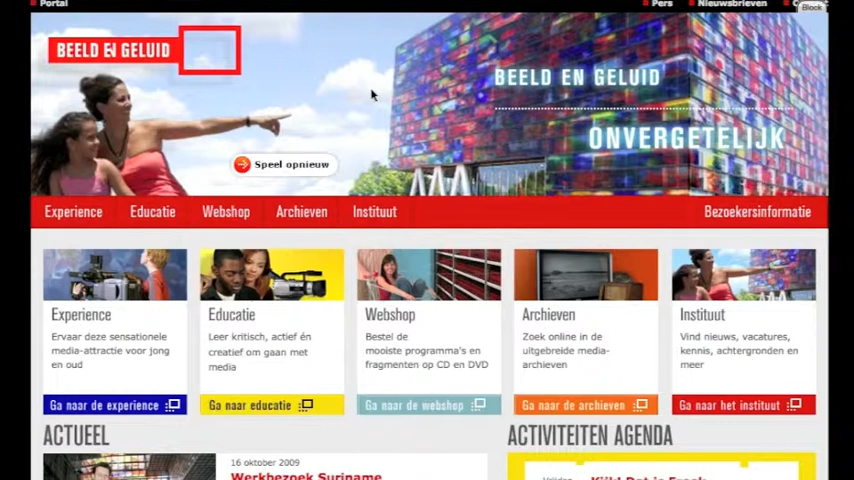 Portal
Pers
Nieuwsbrieven
Block
BEELD EN GELUID
BEELD EN GELUID
ONVERGETELIJK
Speel opnieuw
Experience
Educatie
Webshop
Archieven
Instituut
Bezoekersinformatie
Experience
Ervaar deze sensationele
media-attractie voor jong
en oud
Ga naar de experience
Educatie
Leer kritisch, actief én
creatief om gaan met
media
Ga naar educatie
Webshop
Bestel de
mooiste programma's en
fragmenten op CD en DVD
Ga naar de webshop
Archieven
Zoek online in de
uitgebreide media-
archieven
Ga naar de archieven
Instituut
Vind nieuws, vacatures,
kennis, achtergronden en
meer
Ga naar het instituut
ACTUEEL
16 oktober 2009
Werkbezoek Suriname
ACTIVITEITEN AGENDA